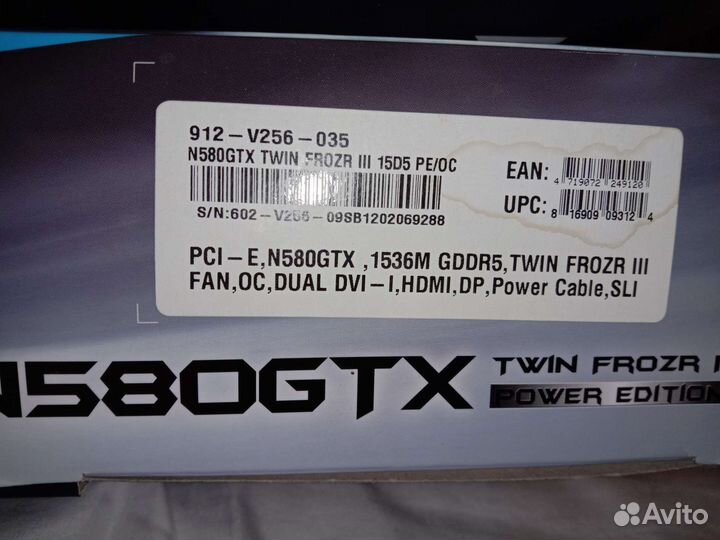 912-V256-035
N580GTX TWIN FROZR III 15D5 PE/OC
S/N:602-V256-09SB1202069288
EAN:
4 719072 249120
UPC:
8 16909 09312 4
PCI-E,N580GTX ,1536M GDDR5,TWIN FROZR III
FAN,OC,DUAL DVI-I,HDMI,DP,Power Cable,SLI
N580GTX
TWIN FROZR
POWER EDITION
Avito